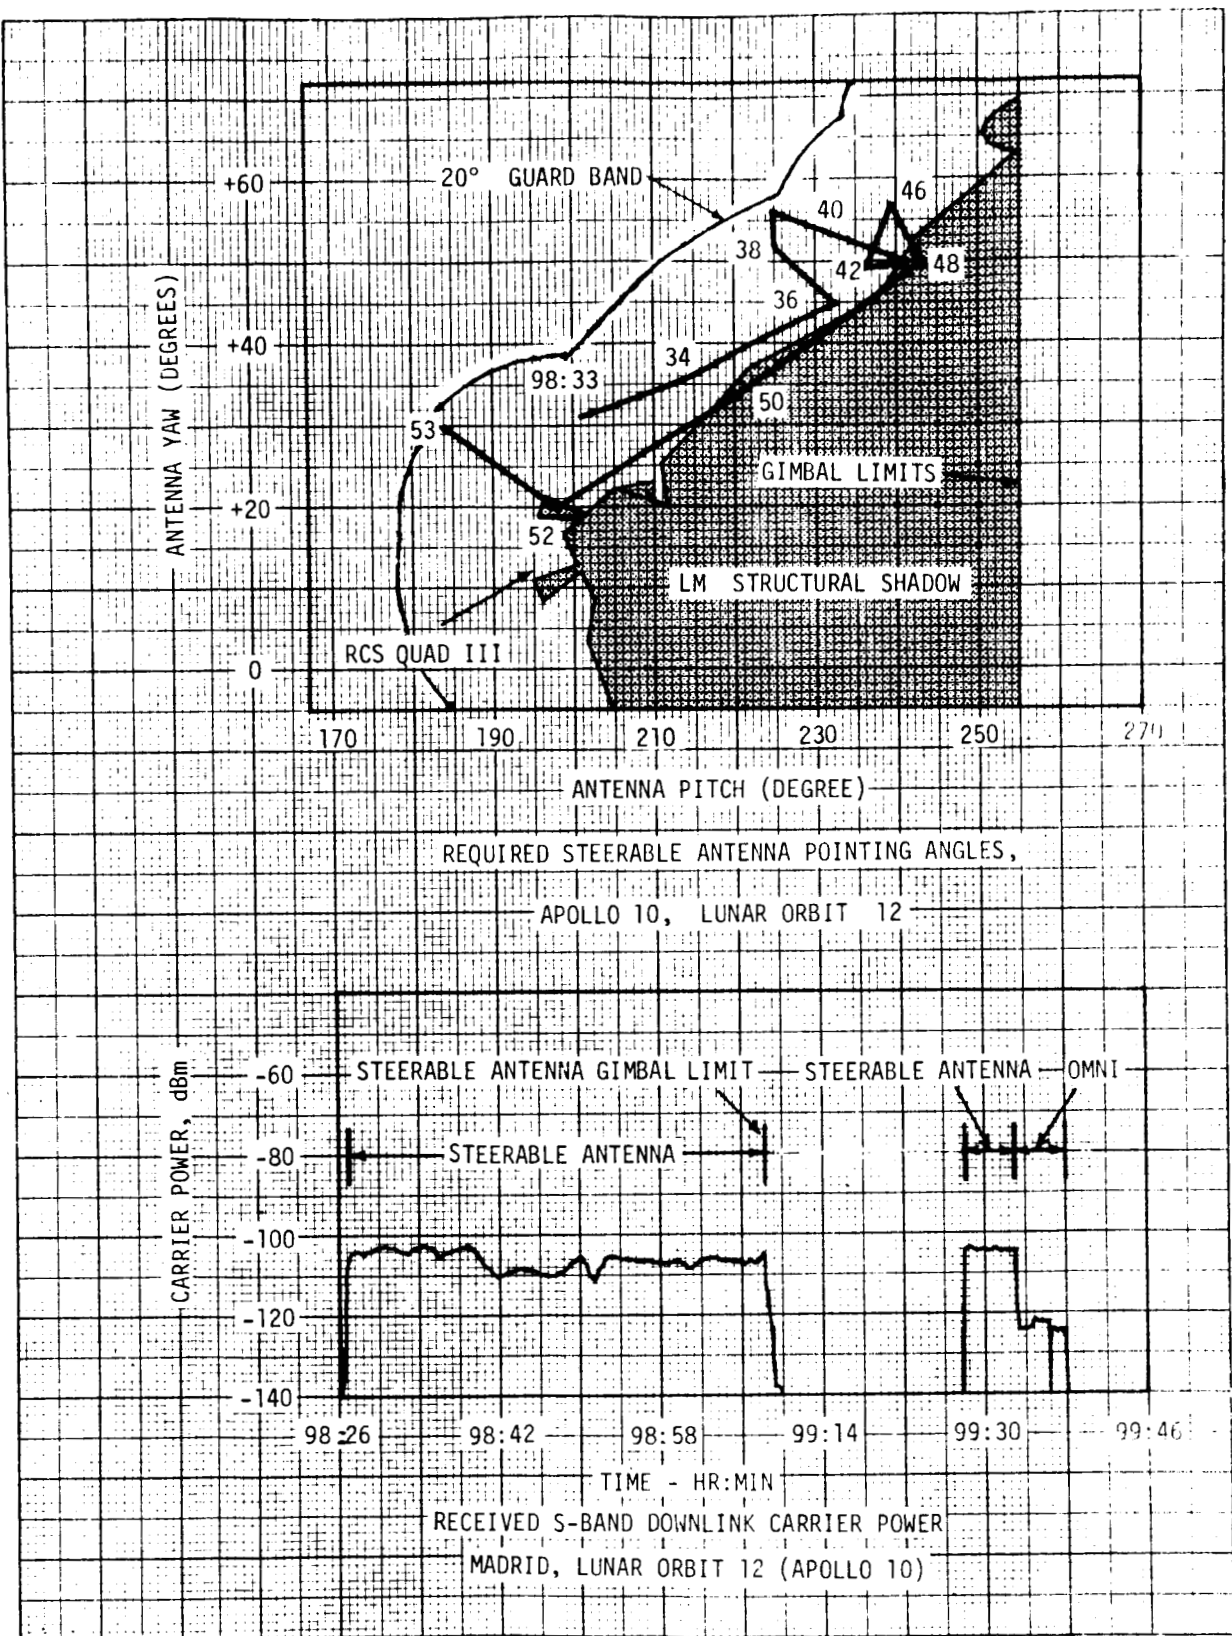 +60
20° GUARD BAND
46
40
38
42
48
36
ANTENNA YAW (DEGREES)
+40
34
98:33
50
53
GIMBAL LIMITS
+20
52
LM STRUCTURAL SHADOW
RCS QUAD III
0
170 190 210 230 250 270
ANTENNA PITCH (DEGREE)
REQUIRED STEERABLE ANTENNA POINTING ANGLES,
APOLLO 10, LUNAR ORBIT 12
CARRIER POWER, dBm
-60
STEERABLE ANTENNA GIMBAL LIMIT
STEERABLE ANTENNA
OMNI
-80
STEERABLE ANTENNA
-100
-120
-140
98:26 98:42 98:58 99:14 99:30 99:46
TIME - HR:MIN
RECEIVED S-BAND DOWNLINK CARRIER POWER
MADRID, LUNAR ORBIT 12 (APOLLO 10)